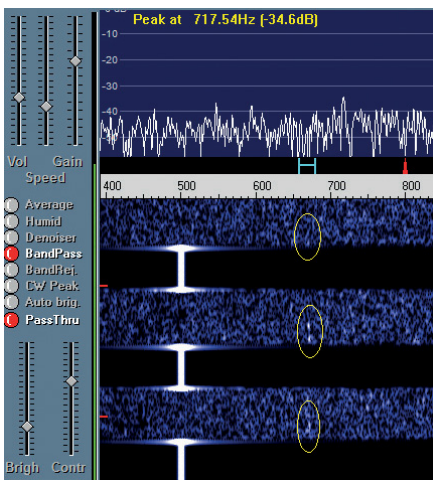 Peak at 717.54Hz (-34.6dB)
-10
-20
-30
-40
Vol Gain
Speed
400 500 600 700 800
Average
Humid
Denoiser
BandPass
BandRej.
CW Peak
Auto brig.
PassThru
Brigh Contr